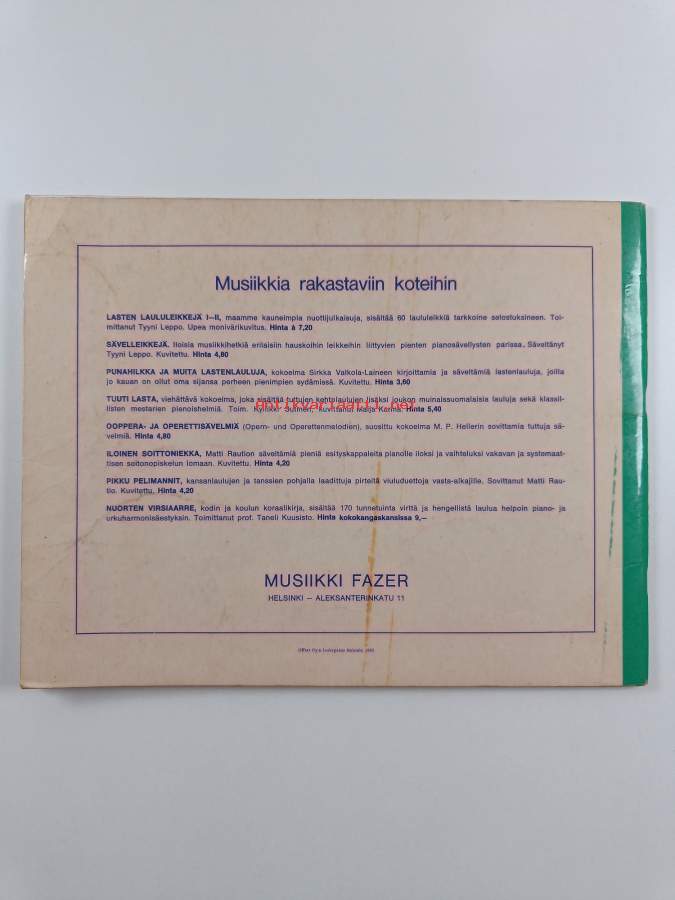 Musiikkia rakastaviin koteihin
LASTEN LAULULEIKKEJÄ I—II, maamme kauneimpia nuottijulkaisuja, sisältää 60 laululeikkiä tarkkoine selostuksineen. Toi-
mittanut Tyyni Leppo. Upea monivärikuvitus. Hinta à 7,20
SÄVELLEIKKEJÄ. Iloisia musiikkihetkiä erilaisiin hauskoihin leikkeihin liittyvien pienten pianosävellysten parissa. Säveltänyt
Tyyni Leppo. Kuvitettu. Hinta 4,80
PUNAHILKKA JA MUITA LASTENLAULUJA, kokoelma Sirkka Valkola-Laineen kirjoittamia ja säveltämiä lastenlauluja, joilla
jo kauan on ollut oma sijansa perheen pienimpien sydämissä. Kuvitettu. Hinta 3,60
TUUTI LASTA, viehättävä kokoelma, joka sisältää tuttujen kehtolaulujen lisäksi joukon muinaissuomalaisia lauluja sekä klassil-
listen mestarien pienoishelmiä. Toim. Kyllikki Solmen, kuvittanut Maija Karma. Hinta 5,40
antikvariaatti.net
OOPPERA- JA OPERETTISÄVELMIÄ (Opern- und Operettenmelodien), suosittu kokoelma M. P. Hellerin sovittamia tuttuja sä-
velmiä. Hinta 4,80
ILOINEN SOITTONIEKKA, Matti Raution säveltämiä pieniä esityskappaleita pianolle iloksi ja vaihteluksi vakavan ja systemaat-
tisen soitonopiskelun lomaan. Kuvitettu. Hinta 4,20
PIKKU PELIMANNIT, kansanlaulujen ja tanssien pohjalla laadittuja pirteitä viuluduettoja vasta-alkajille. Sovittanut Matti Rau-
tio. Kuvitettu. Hinta 4,20
NUORTEN VIRSIAARRE, kodin ja koulun koraalikirja, sisältää 170 tunnetuinta virttä ja hengellistä laulua helpoin piano- ja
urkuharmonisäestyksin. Toimittanut prof. Taneli Kuusisto. Hinta kokokangaskansissa 9,—
MUSIIKKI FAZER
HELSINKI — ALEKSANTERINKATU 11